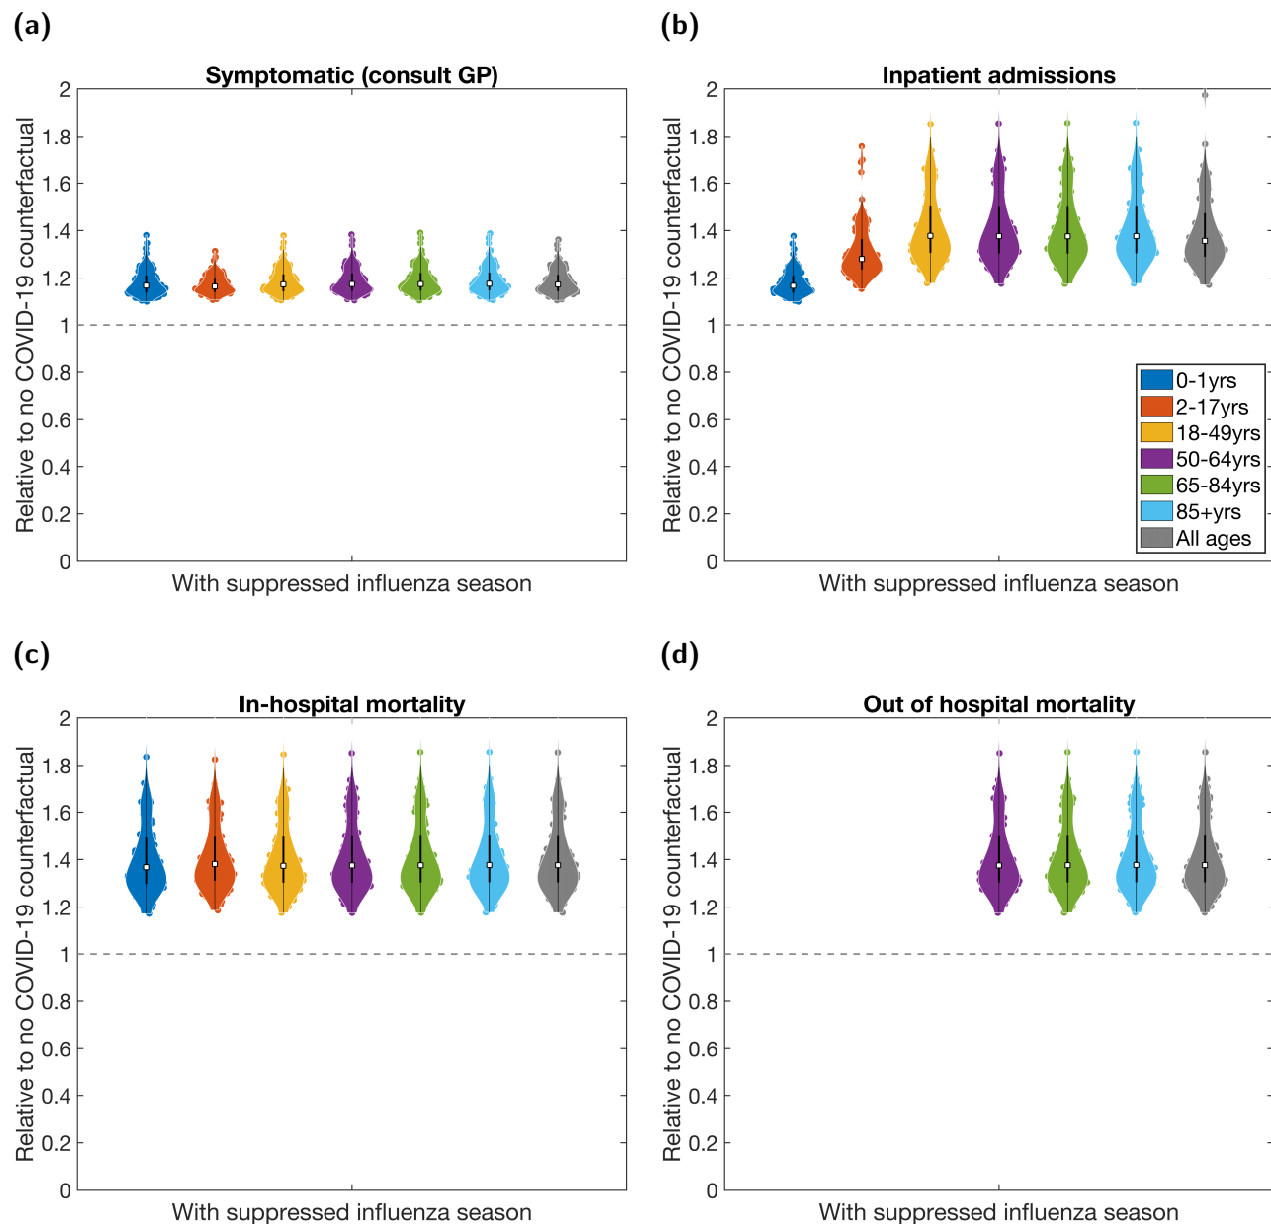 (a)
Symptomatic (consult GP)
Relative to no COVID-19 counterfactual
2
1.8
1.6
1.4
1.2
1
0.8
0.6
0.4
0.2
0
With suppressed influenza season
(b)
Inpatient admissions
Relative to no COVID-19 counterfactual
2
1.8
1.6
1.4
1.2
1
0.8
0.6
0.4
0.2
0
0-1yrs
2-17yrs
18-49yrs
50-64yrs
65-84yrs
85+yrs
All ages
With suppressed influenza season
(c)
In-hospital mortality
Relative to no COVID-19 counterfactual
2
1.8
1.6
1.4
1.2
1
0.8
0.6
0.4
0.2
0
With suppressed influenza season
(d)
Out of hospital mortality
Relative to no COVID-19 counterfactual
2
1.8
1.6
1.4
1.2
1
0.8
0.6
0.4
0.2
0
With suppressed influenza season